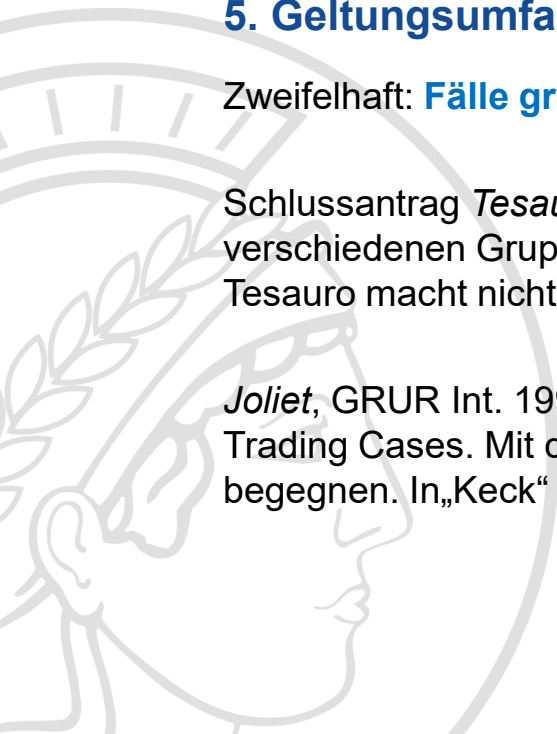 5. Geltungsumfa
Zweifelhaft: Fälle gr
Schlussantrag Tesau
verschiedenen Grup
Tesauro macht nicht
Joliet, GRUR Int. 199
Trading Cases. Mit d
begegnen. In„Keck“